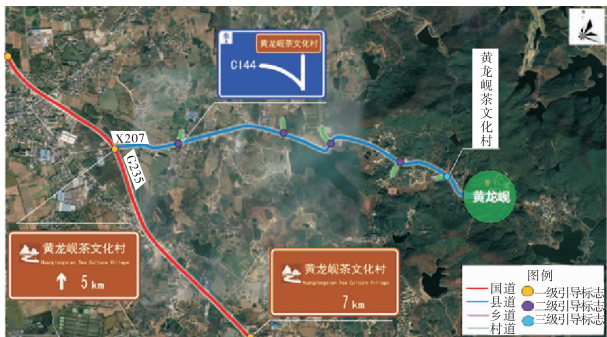 黄龙岘茶文化村
C144
黄龙岘茶文化村
X207
G235
黄龙岘
黄龙岘茶文化村
Huanglongxian Tea Culture Village
5 km
黄龙岘茶文化村
Huanglongxian Tea Culture Village
7 km
图例
国道
县道
乡道
村道
一级引导标志
二级引导标志
三级引导标志